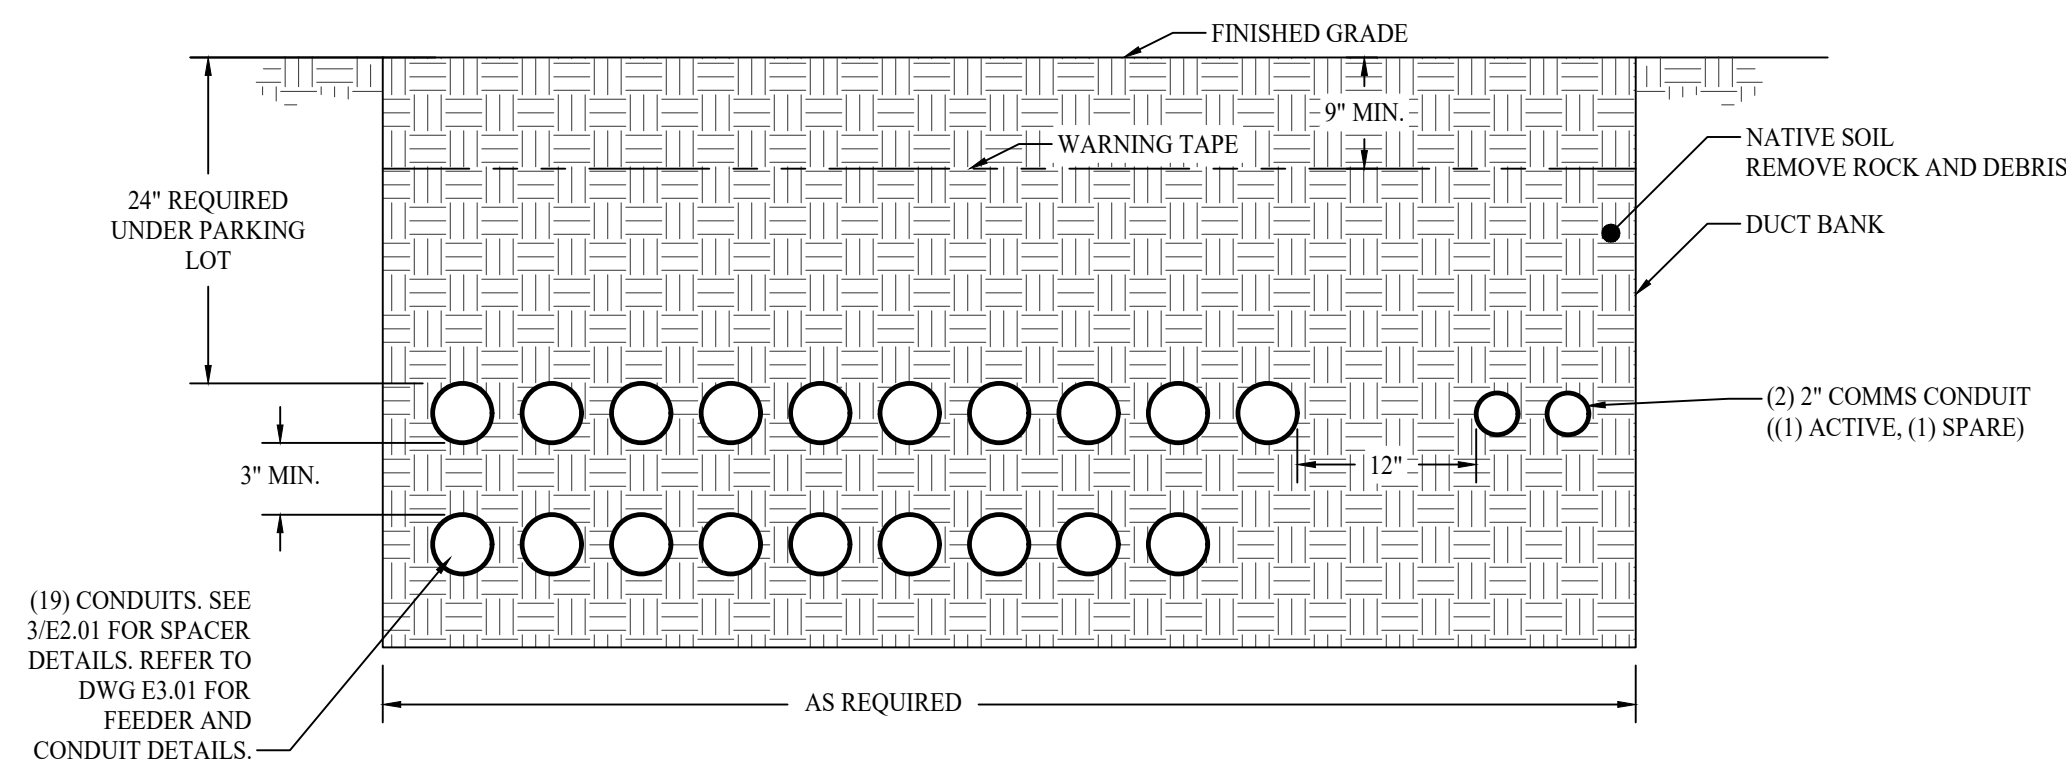 FINISHED GRADE
9" MIN.
WARNING TAPE
NATIVE SOIL
REMOVE ROCK AND DEBRIS
24" REQUIRED
UNDER PARKING
LOT
DUCT BANK
(2) 2" COMMS CONDUIT
((1) ACTIVE, (1) SPARE)
12"
3" MIN.
(19) CONDUITS. SEE
3/E2.01 FOR SPACER
DETAILS. REFER TO
DWG E3.01 FOR
FEEDER AND
CONDUIT DETAILS.
AS REQUIRED